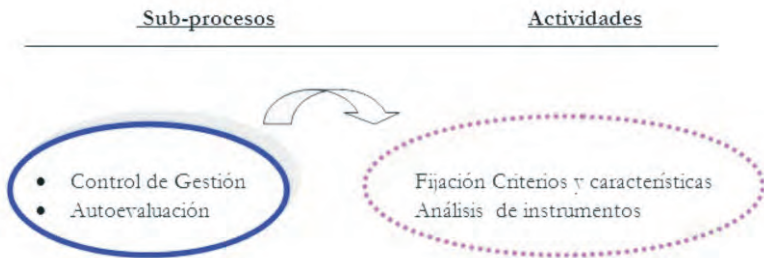 Sub-procesos Actividades
• Control de Gestión Fijación Criterios y características
• Autoevaluación Análisis de instrumentos